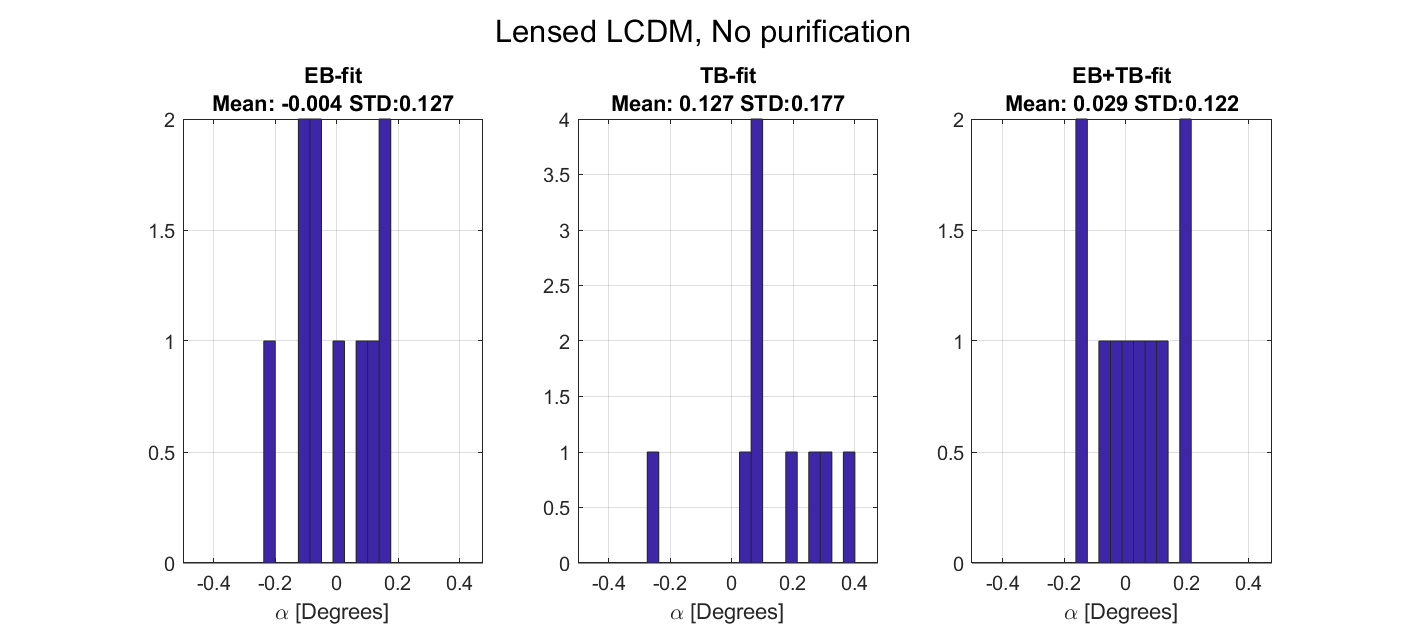 Lensed LCDM, No purification
EB-fit
Mean: -0.004 STD:0.127
2
1.5
1
0.5
0
-0.4 -0.2 0 0.2 0.4
α [Degrees]
TB-fit
Mean: 0.127 STD:0.177
4
3.5
3
2.5
2
1.5
1
0.5
0
-0.4 -0.2 0 0.2 0.4
α [Degrees]
EB+TB-fit
Mean: 0.029 STD:0.122
2
1.5
1
0.5
0
-0.4 -0.2 0 0.2 0.4
α [Degrees]